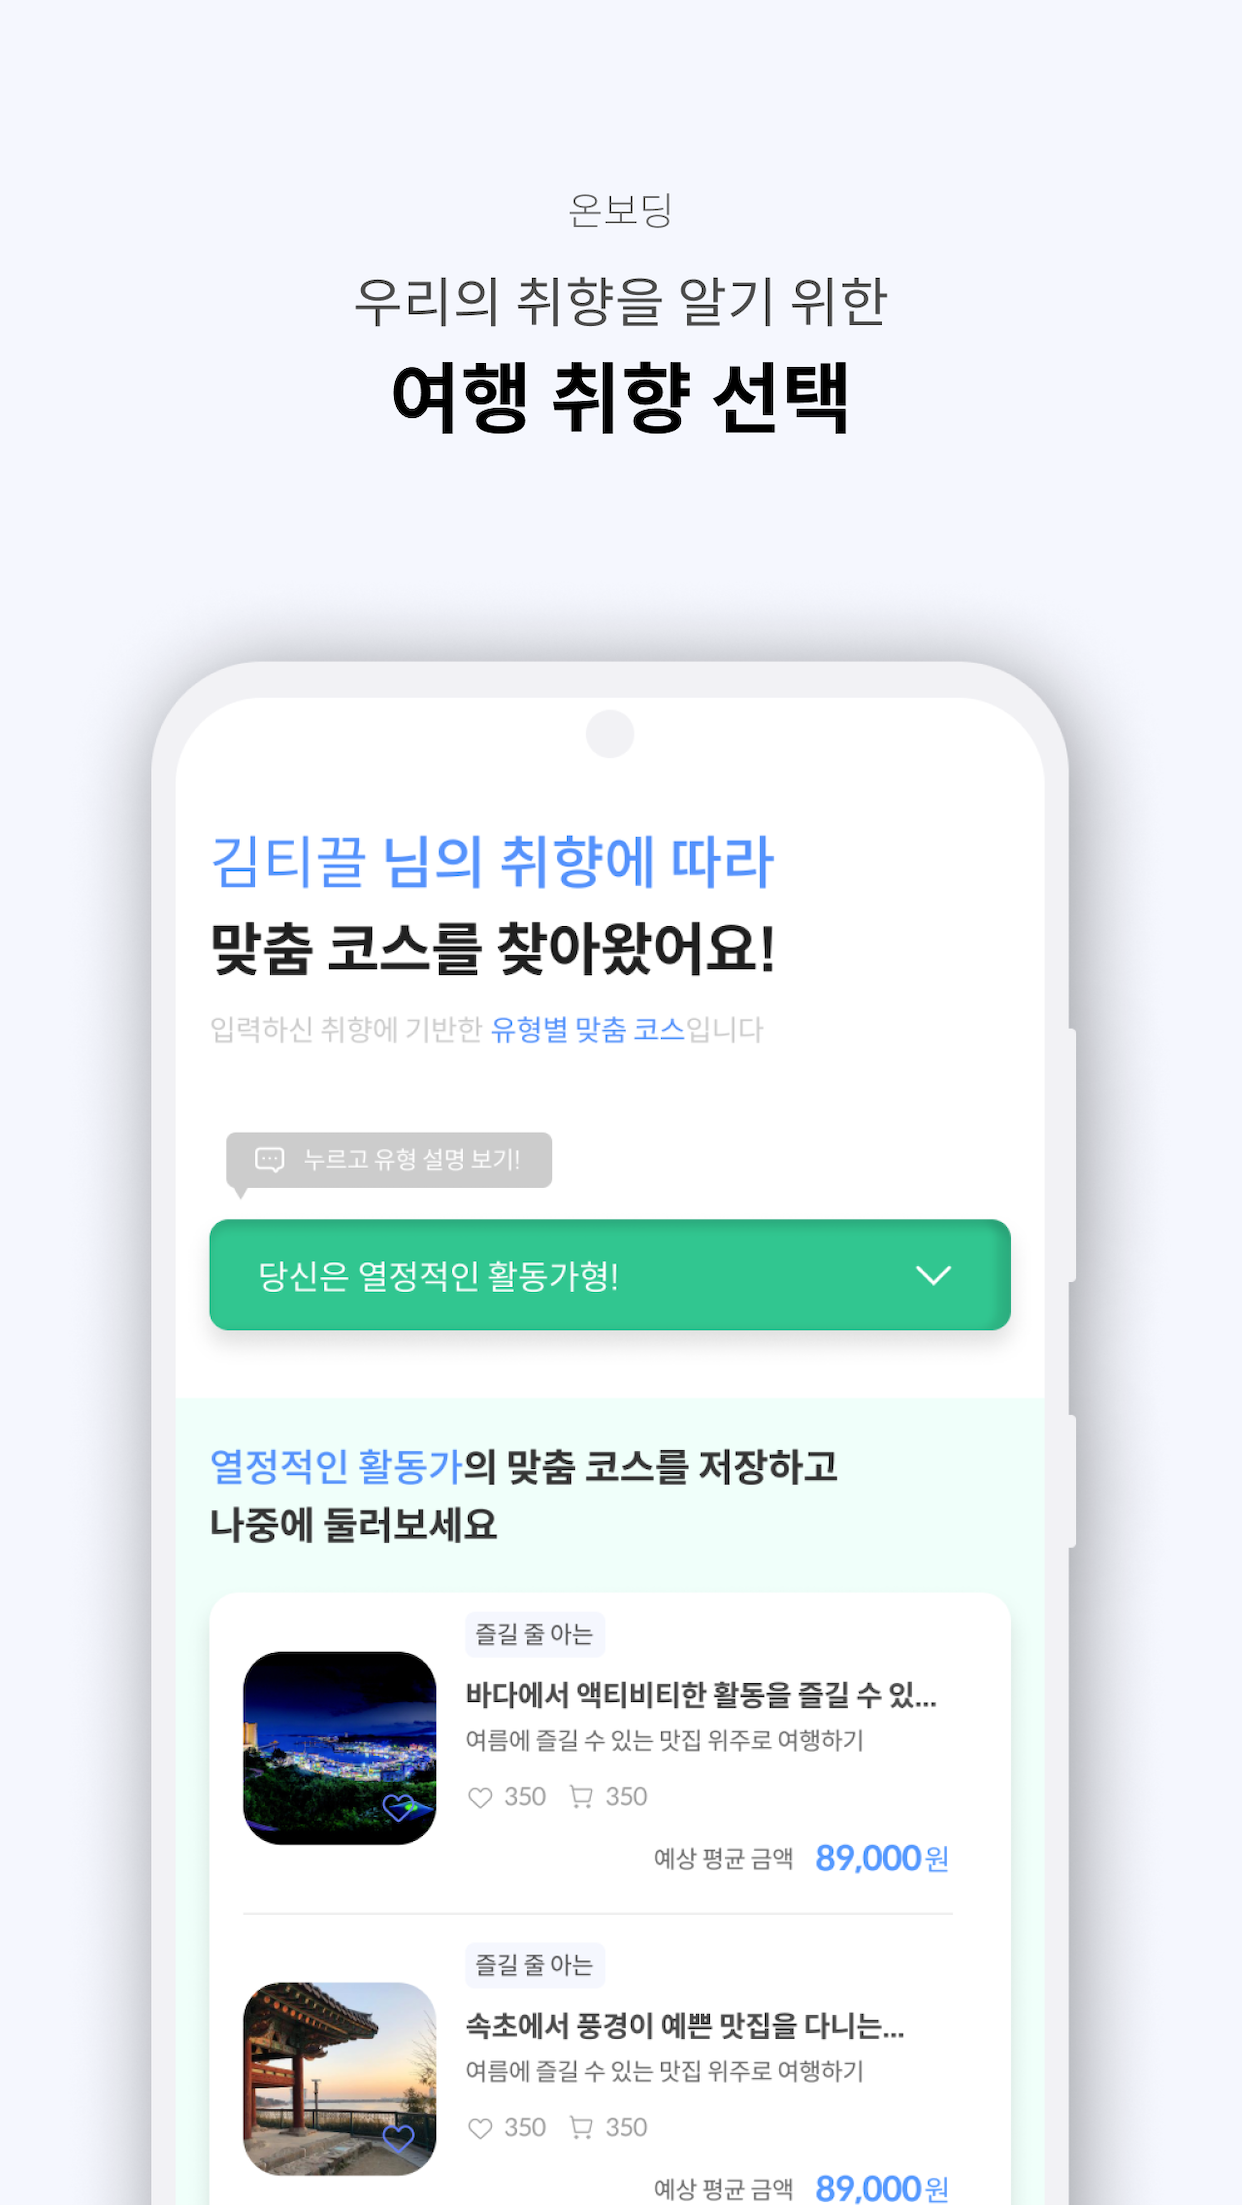 온보딩
우리의 취향을 알기 위한
여행 취향 선택
김티끌 님의 취향에 따라
맞춤 코스를 찾아왔어요!
입력하신 취향에 기반한 유형별 맞춤 코스입니다
누르고 유형 설명 보기!
당신은 열정적인 활동가형!
열정적인 활동가의 맞춤 코스를 저장하고
나중에 둘러보세요
즐길 줄 아는
바다에서 액티비티한 활동을 즐길 수 있...
여름에 즐길 수 있는 맛집 위주로 여행하기
350 350
예상 평균 금액 89,000원
즐길 줄 아는
속초에서 풍경이 예쁜 맛집을 다니는...
여름에 즐길 수 있는 맛집 위주로 여행하기
350 350
예상 평균 금액 89,000원